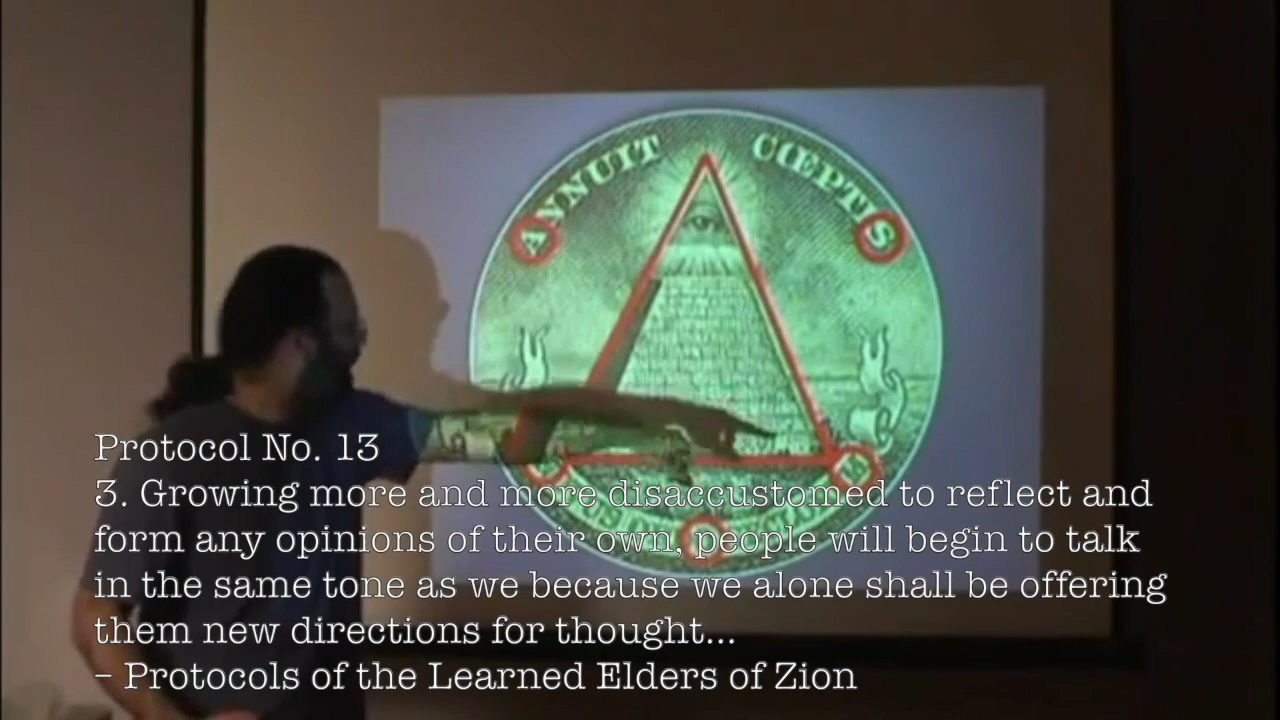 ANNUIT CŒPTIS
Protocol No. 13
3. Growing more and more disaccustomed to reflect and
form any opinions of their own, people will begin to talk
in the same tone as we because we alone shall be offering
them new directions for thought...
– Protocols of the Learned Elders of Zion